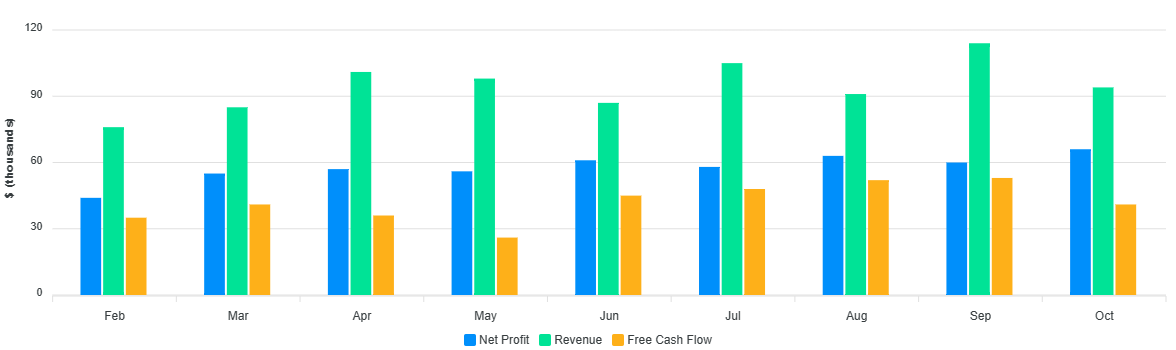 120
90
60
30
0
$ (thousands)
Feb Mar Apr May Jun Jul Aug Sep Oct
Net Profit Revenue Free Cash Flow